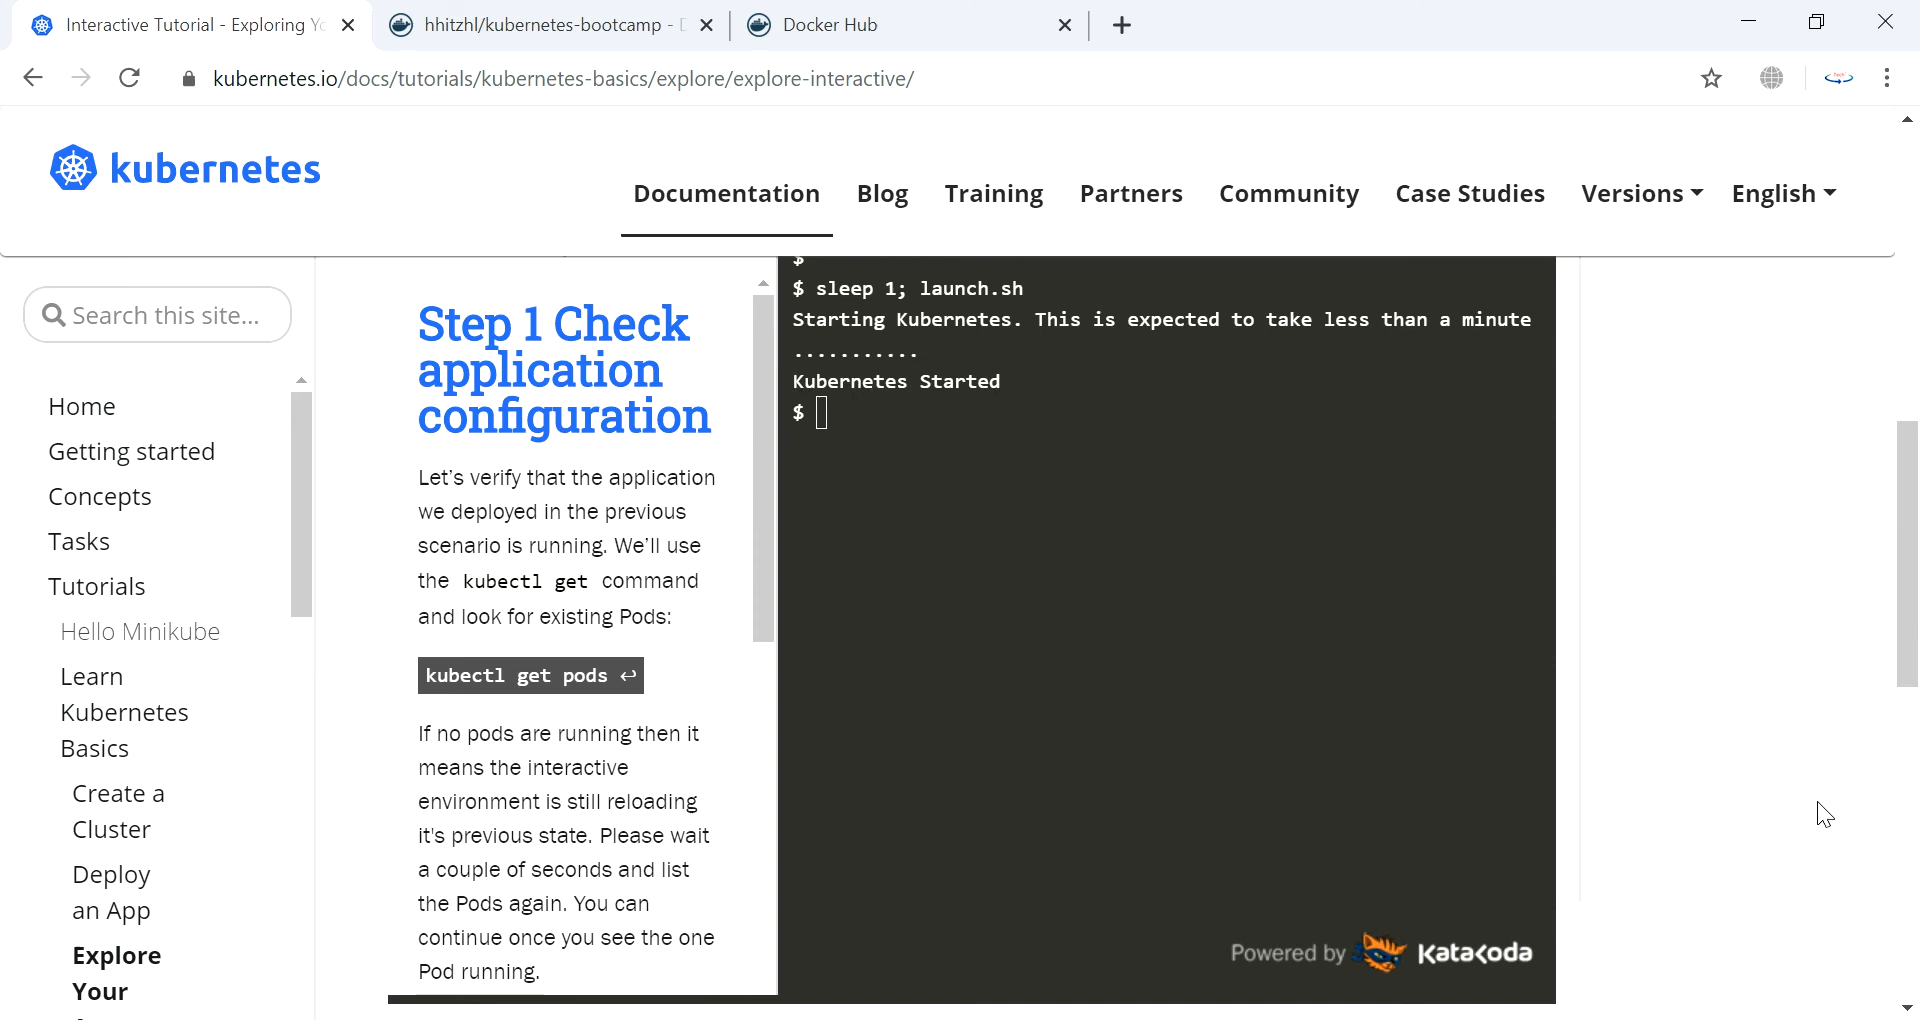 Interactive Tutorial - Exploring Yo
hhitzhl/kubernetes-bootcamp -
Docker Hub
kubernetes.io/docs/tutorials/kubernetes-basics/explore/explore-interactive/
kubernetes
Documentation Blog Training Partners Community Case Studies Versions English
Search this site...
Home
Getting started
Concepts
Tasks
Tutorials
Hello Minikube
Learn
Kubernetes
Basics
Create a
Cluster
Deploy
an App
Explore
Your
Step 1 Check
application
configuration
Let's verify that the application
we deployed in the previous
scenario is running. We'll use
the kubectl get command
and look for existing Pods:
kubectl get pods ↩
If no pods are running then it
means the interactive
environment is still reloading
it's previous state. Please wait
a couple of seconds and list
the Pods again. You can
continue once you see the one
Pod running.
$
$ sleep 1; launch.sh
Starting Kubernetes. This is expected to take less than a minute
...........
Kubernetes Started
$
Powered by Katacoda